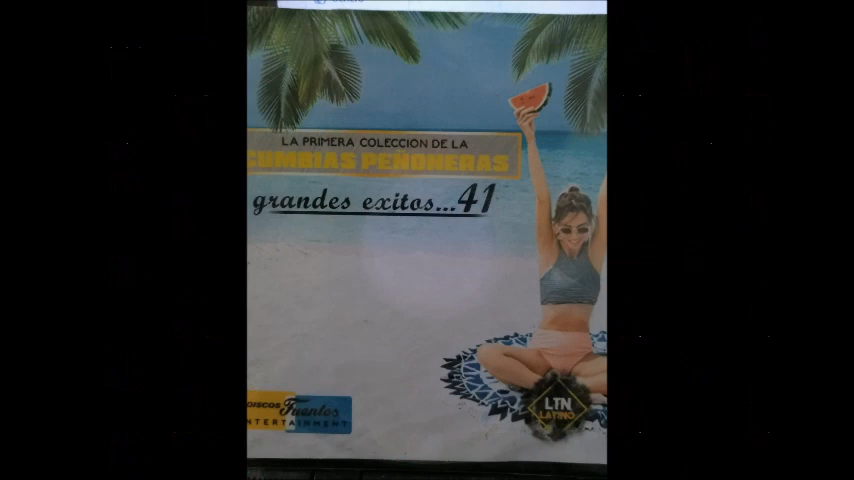 LA PRIMERA COLECCION DE LA
CUMBIAS PEÑONERAS
grandes exitos...41
DISCOS Fuentes
ENTERTAINMENT
LTN
LATINO